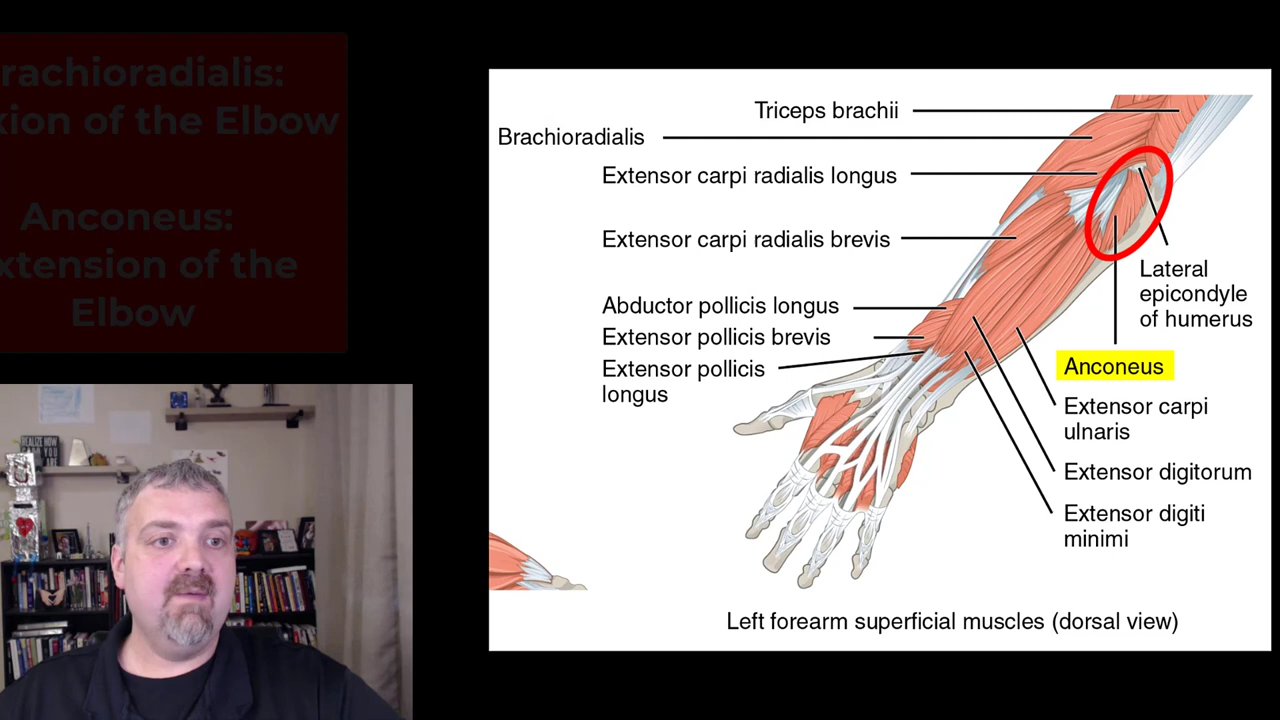 rachioradialis:
xion of the Elbow
Anconeus:
xtension of the
Elbow
Triceps brachii
Brachioradialis
Extensor carpi radialis longus
Extensor carpi radialis brevis
Abductor pollicis longus
Extensor pollicis brevis
Extensor pollicis
longus
Lateral
epicondyle
of humerus
Anconeus
Extensor carpi
ulnaris
Extensor digitorum
Extensor digiti
minimi
Left forearm superficial muscles (dorsal view)
REALIZE HOW